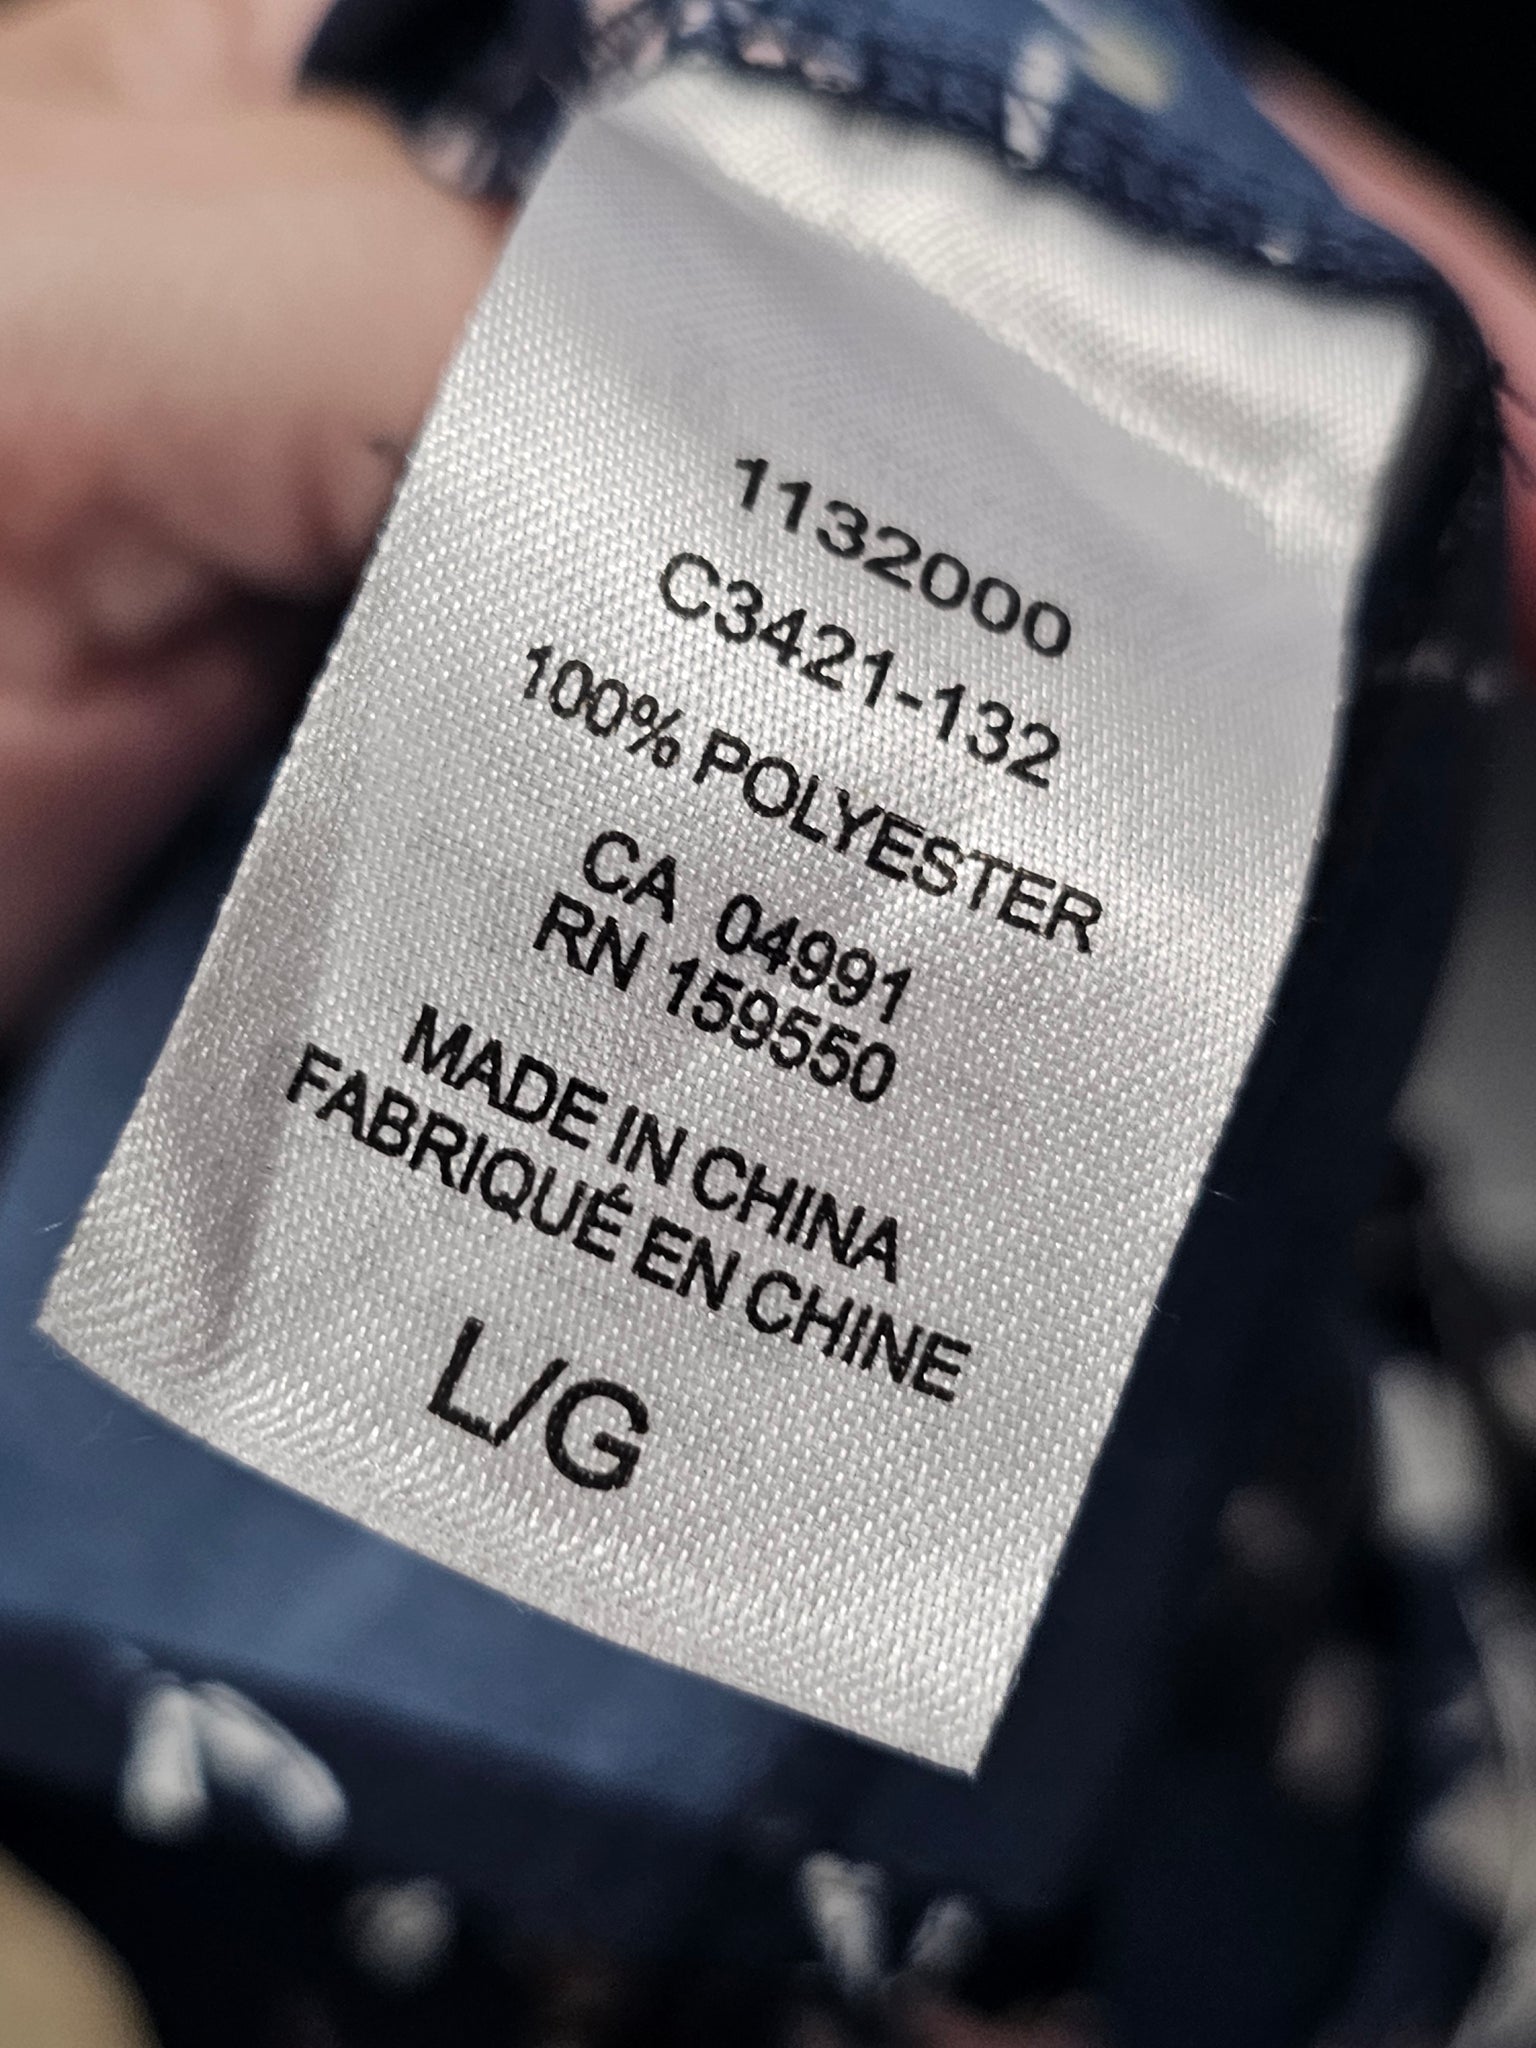 1132000
C3421-132
100% POLYESTER
CA 04991
RN 159550
MADE IN CHINA
FABRIQUÉ EN CHINE
L/G